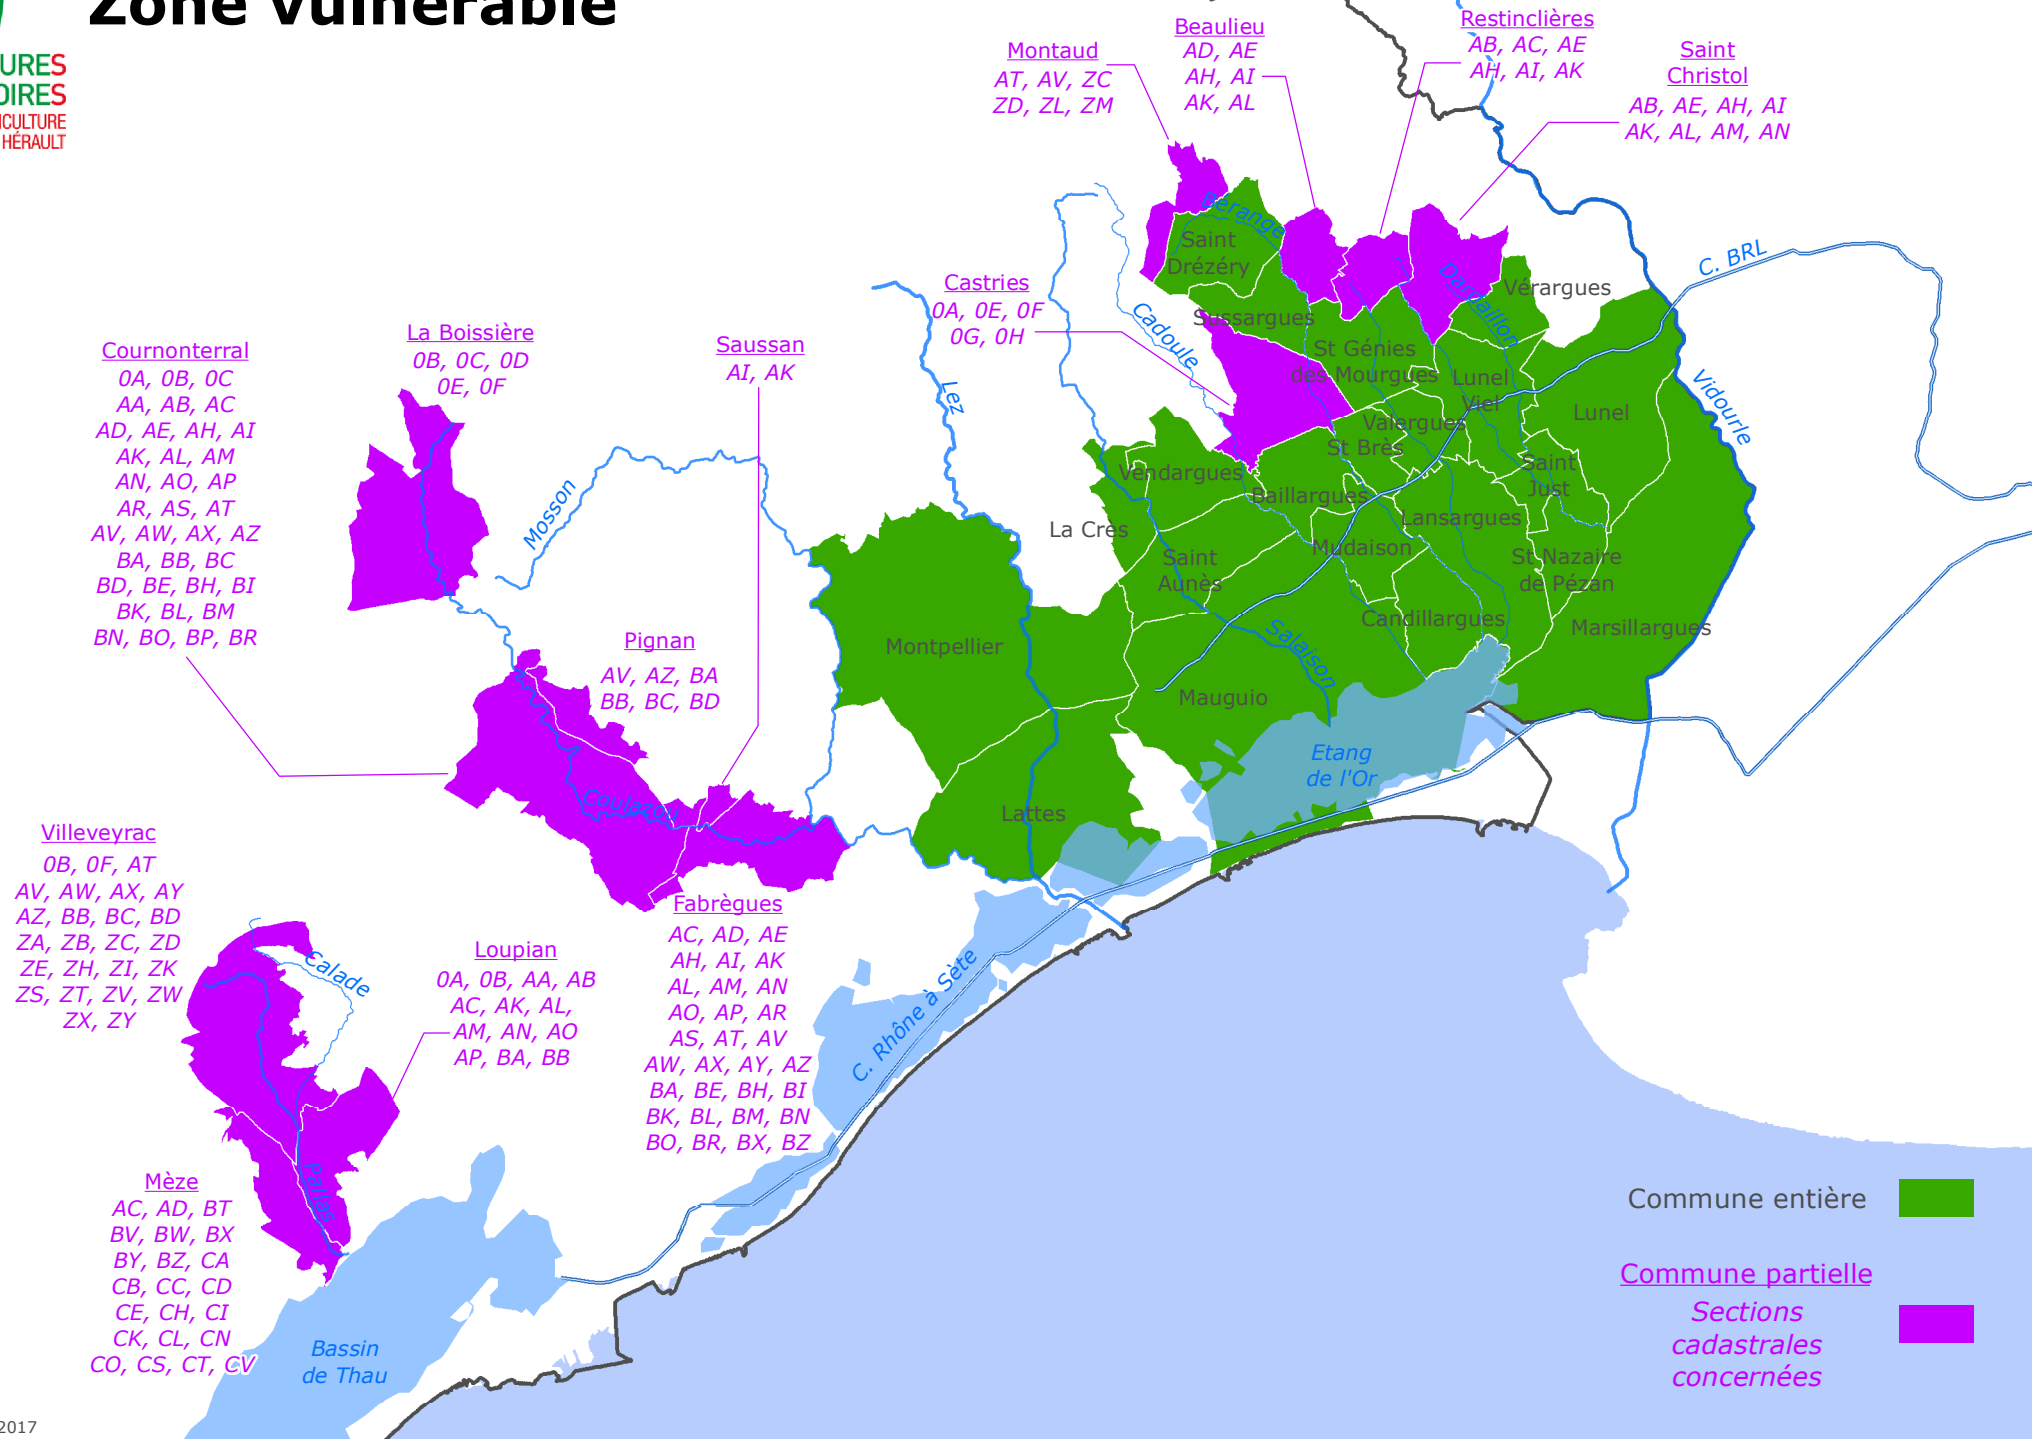 Zone vulnérable
URES
OIRES
ICULTURE
HÉRAULT
Montaud
AT, AV, ZC
ZD, ZL, ZM
Beaulieu
AD, AE
AH, AI
AK, AL
Restinclières
AB, AC, AE
AH, AI, AK
Saint
Christol
AB, AE, AH, AI
AK, AL, AM, AN
Castries
0A, 0E, 0F
0G, 0H
Cournonterral
0A, 0B, 0C
AA, AB, AC
AD, AE, AH, AI
AK, AL, AM
AN, AO, AP
AR, AS, AT
AV, AW, AX, AZ
BA, BB, BC
BD, BE, BH, BI
BK, BL, BM
BN, BO, BP, BR
La Boissière
0B, 0C, 0D
0E, 0F
Saussan
AI, AK
Pignan
AV, AZ, BA
BB, BC, BD
Villeveyrac
0B, 0F, AT
AV, AW, AX, AY
AZ, BB, BC, BD
ZA, ZB, ZC, ZD
ZE, ZH, ZI, ZK
ZS, ZT, ZV, ZW
ZX, ZY
Loupian
0A, 0B, AA, AB
AC, AK, AL,
AM, AN, AO
AP, BA, BB
Fabrègues
AC, AD, AE
AH, AI, AK
AL, AM, AN
AO, AP, AR
AS, AT, AV
AW, AX, AY, AZ
BA, BE, BH, BI
BK, BL, BM, BN
BO, BR, BX, BZ
Mèze
AC, AD, BT
BV, BW, BX
BY, BZ, CA
CB, CC, CD
CE, CH, CI
CK, CL, CN
CO, CS, CT, CV
Bérange
Saint
Drézéry
Sussargues
Cadoule
Dardaillon
Vérargues
C. BRL
Vidourle
St Génies
des Mourgues
Lunel
Viel
Lunel
Valergues
St Brès
Saint
Just
Vendargues
Baillargues
Lansargues
La Crès
Mudaison
Saint
Aunès
St Nazaire
de Pézan
Candillargues
Marsillargues
Salaison
Mauguio
Montpellier
Lattes
Lez
Mosson
Coulazou
Calade
Pallas
Etang
de l'Or
C. Rhône à Sète
Bassin
de Thau
Commune entière
Commune partielle
Sections
cadastrales
concernées
2017